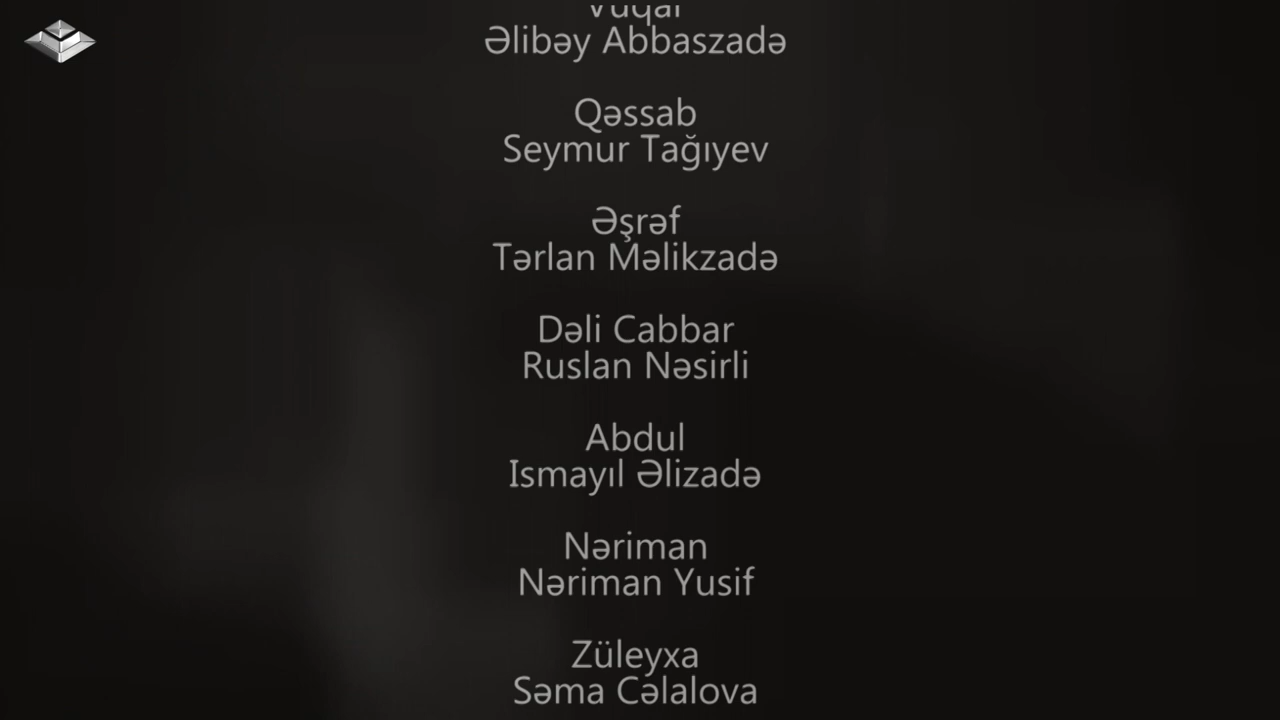 Vüqar
Əlibəy Abbaszadə
Qəssab
Seymur Tağıyev
Əşrəf
Tərlan Məlikzadə
Dəli Cabbar
Ruslan Nəsirli
Abdul
Ismayıl Əlizadə
Nəriman
Nəriman Yusif
Züleyxa
Səma Cəlalova